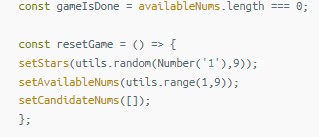 const gameIsDone = availableNums.length === 0;
const resetGame = () => {
setStars(utils.random(Number('1'),9));
setAvailableNums(utils.range(1,9));
setCandidateNums([]);
};